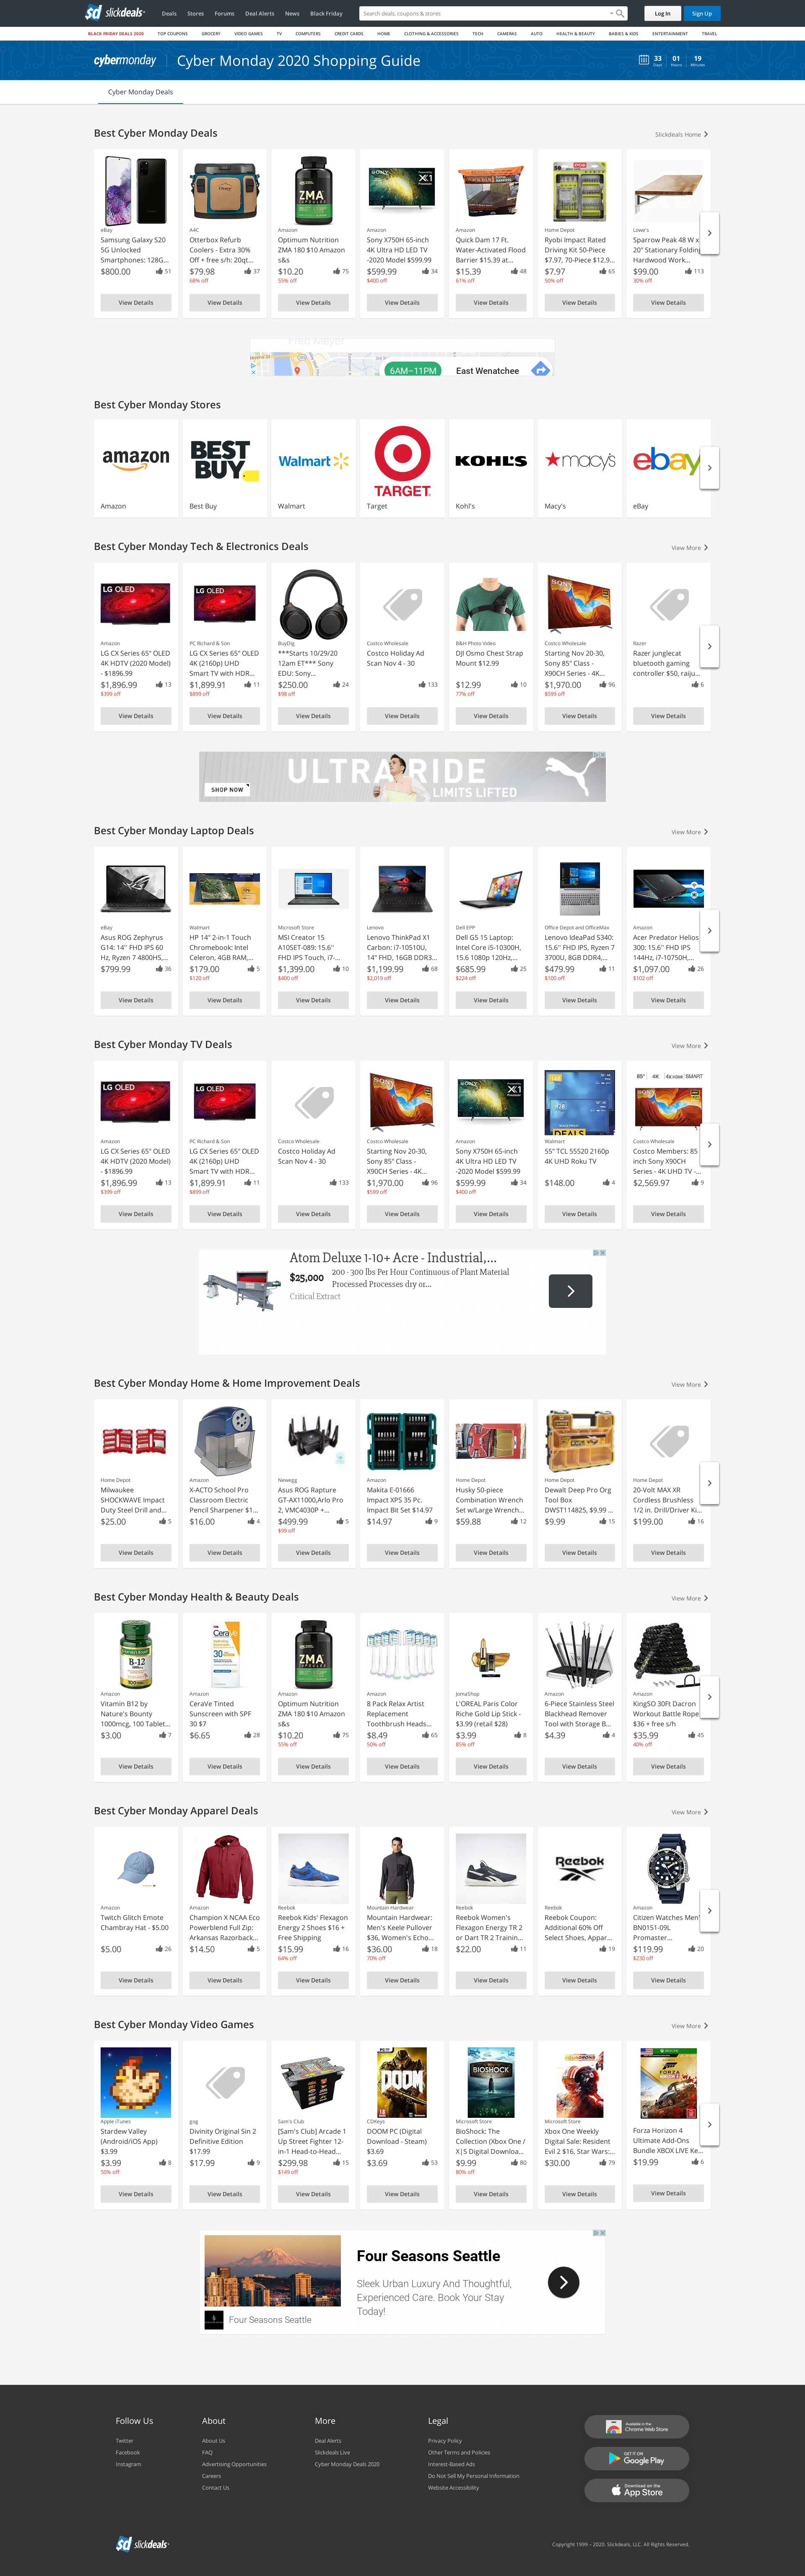 slickdeals
Deals Stores Forums Deal Alerts News Black Friday
Search deals, coupons & stores
Log In
Sign Up
BLACK FRIDAY DEALS 2020 TOP COUPONS GROCERY VIDEO GAMES TV COMPUTERS CREDIT CARDS HOME CLOTHING & ACCESSORIES TECH CAMERAS AUTO HEALTH & BEAUTY BABIES & KIDS ENTERTAINMENT TRAVEL
cybermonday Cyber Monday 2020 Shopping Guide
33 01 19
Days Hours Minutes
Cyber Monday Deals
Best Cyber Monday Deals
Slickdeals Home
eBay
Samsung Galaxy S20
5G Unlocked
Smartphones: 128G...
$800.00 51
View Details
A4C
Otterbox Refurb
Coolers - Extra 30%
Off + free s/h: 20qt...
$79.98 37
68% off
View Details
Amazon
Optimum Nutrition
ZMA 180 $10 Amazon
s&s
$10.20 75
55% off
View Details
Amazon
Sony X750H 65-inch
4K Ultra HD LED TV
-2020 Model $599.99
$599.99 34
$400 off
View Details
Amazon
Quick Dam 17 Ft.
Water-Activated Flood
Barrier $15.39 at...
$15.39 48
61% off
View Details
Home Depot
Ryobi Impact Rated
Driving Kit 50-Piece
$7.97, 70-Piece $12.9...
$7.97 65
50% off
View Details
Lowe's
Sparrow Peak 48 W x
20" Stationary Folding
Hardwood Work...
$99.00 113
30% off
View Details
Fred Meyer
6AM–11PM
East Wenatchee
Best Cyber Monday Stores
amazon
Amazon
BEST BUY
Best Buy
Walmart
Walmart
TARGET
Target
KOHL'S
Kohl's
macy's
Macy's
ebay
eBay
Best Cyber Monday Tech & Electronics Deals
View More
LG OLED
Amazon
LG CX Series 65" OLED
4K HDTV (2020 Model)
- $1896.99
$1,896.99 13
$399 off
View Details
LG OLED
PC Richard & Son
LG CX Series 65" OLED
4K (2160p) UHD
Smart TV with HDR...
$1,899.91 11
$899 off
View Details
BuyDig
***Starts 10/29/20
12am ET*** Sony
EDU: Sony...
$250.00 24
$98 off
View Details
Costco Wholesale
Costco Holiday Ad
Scan Nov 4 - 30
133
View Details
B&H Photo Video
DJI Osmo Chest Strap
Mount $12.99
$12.99 10
77% off
View Details
SONY
Costco Wholesale
Starting Nov 20-30,
Sony 85" Class -
X90CH Series - 4K...
$1,970.00 96
$599 off
View Details
Razer
Razer junglecat
bluetooth gaming
controller $50, raiju...
6
View Details
ULTRA RIDE
LIMITS LIFTED
SHOP NOW
Best Cyber Monday Laptop Deals
View More
eBay
Asus ROG Zephyrus
G14: 14'' FHD IPS 60
Hz, Ryzen 7 4800HS,...
$799.99 36
View Details
Walmart
HP 14" 2-in-1 Touch
Chromebook: Intel
Celeron, 4GB RAM,...
$179.00 5
$120 off
View Details
Microsoft Store
MSI Creator 15
A10SET-089: 15.6''
FHD IPS Touch, i7-...
$1,399.00 10
$400 off
View Details
Lenovo
Lenovo ThinkPad X1
Carbon: i7-10510U,
14" FHD, 16GB DDR3...
$1,199.99 68
$2,019 off
View Details
Dell EPP
Dell G5 15 Laptop:
Intel Core i5-10300H,
15.6 1080p 120Hz,...
$685.99 25
$224 off
View Details
Office Depot and OfficeMax
Lenovo IdeaPad S340:
15.6'' FHD IPS, Ryzen 7
3700U, 8GB DDR4,...
$479.99 11
$100 off
View Details
Amazon
Acer Predator Helios
300: 15.6'' FHD IPS
144Hz, i7-10750H,...
$1,097.00 26
$102 off
View Details
Best Cyber Monday TV Deals
View More
LG OLED
Amazon
LG CX Series 65" OLED
4K HDTV (2020 Model)
- $1896.99
$1,896.99 13
$399 off
View Details
LG OLED
PC Richard & Son
LG CX Series 65" OLED
4K (2160p) UHD
Smart TV with HDR...
$1,899.91 11
$899 off
View Details
Costco Wholesale
Costco Holiday Ad
Scan Nov 4 - 30
133
View Details
SONY
Costco Wholesale
Starting Nov 20-30,
Sony 85" Class -
X90CH Series - 4K...
$1,970.00 96
$599 off
View Details
SONY
Amazon
Sony X750H 65-inch
4K Ultra HD LED TV
-2020 Model $599.99
$599.99 34
$400 off
View Details
Walmart
55" TCL 55S20 2160p
4K UHD Roku TV
$148.00 4
View Details
85" 4K SMART
Costco Wholesale
Costco Members: 85
inch Sony X90CH
Series - 4K UHD TV -...
$2,569.97 9
View Details
Atom Deluxe 1-10+ Acre - Industrial,...
$25,000 200 - 300 lbs Per Hour Continuous of Plant Material
Processed Processes dry or...
Critical Extract
Best Cyber Monday Home & Home Improvement Deals
View More
Home Depot
Milwaukee
SHOCKWAVE Impact
Duty Steel Drill and...
$25.00 5
View Details
Amazon
X-ACTO School Pro
Classroom Electric
Pencil Sharpener $1...
$16.00 4
View Details
Newegg
Asus ROG Rapture
GT-AX11000,Arlo Pro
2, VMC4030P +...
$499.99 5
$99 off
View Details
Amazon
Makita E-01666
Impact XPS 35 Pc.
Impact Bit Set $14.97
$14.97 9
View Details
Home Depot
Husky 50-piece
Combination Wrench
Set w/Large Wrench...
$59.88 12
View Details
Home Depot
Dewalt Deep Pro Org
Tool Box
DWST114825, $9.99 ...
$9.99 15
View Details
Home Depot
20-Volt MAX XR
Cordless Brushless
1/2 in. Drill/Driver Ki...
$199.00 16
View Details
Best Cyber Monday Health & Beauty Deals
View More
Amazon
Vitamin B12 by
Nature's Bounty
1000mcg, 100 Tablet...
$3.00 7
View Details
Amazon
CeraVe Tinted
Sunscreen with SPF
30 $7
$6.65 28
View Details
Amazon
Optimum Nutrition
ZMA 180 $10 Amazon
s&s
$10.20 75
55% off
View Details
Amazon
8 Pack Relax Artist
Replacement
Toothbrush Heads...
$8.49 65
50% off
View Details
JomaShop
L'OREAL Paris Color
Riche Gold Lip Stick -
$3.99 (retail $28)
$3.99 8
85% off
View Details
Amazon
6-Piece Stainless Steel
Blackhead Remover
Tool with Storage B...
$4.39 4
View Details
Amazon
KingSO 30Ft Dacron
Workout Battle Rope
$36 + free s/h
$35.99 45
40% off
View Details
Best Cyber Monday Apparel Deals
View More
Amazon
Twitch Glitch Emote
Chambray Hat - $5.00
$5.00 26
View Details
Amazon
Champion X NCAA Eco
Powerblend Full Zip:
Arkansas Razorback...
$14.50 5
View Details
Reebok
Reebok Kids' Flexagon
Energy 2 Shoes $16 +
Free Shipping
$15.99 16
64% off
View Details
Mountain Hardwear
Mountain Hardwear:
Men's Keele Pullover
$36, Women's Echo...
$36.00 18
70% off
View Details
Reebok
Reebok Women's
Flexagon Energy TR 2
or Dart TR 2 Trainin...
$22.00 11
View Details
Reebok
Reebok
Reebok Coupon:
Additional 60% Off
Select Shoes, Appar...
19
View Details
Amazon
Citizen Watches Men'
BN0151-09L
Promaster...
$119.99 20
$230 off
View Details
Best Cyber Monday Video Games
View More
Apple iTunes
Stardew Valley
(Android/iOS App)
$3.99
$3.99 8
50% off
View Details
gog
Divinity Original Sin 2
Definitive Edition
$17.99
$17.99 9
View Details
Sam's Club
[Sam's Club] Arcade 1
Up Street Fighter 12-
in-1 Head-to-Head...
$299.98 15
$149 off
View Details
DOOM
CDKeys
DOOM PC (Digital
Download - Steam)
$3.69
$3.69 53
View Details
BIOSHOCK
Microsoft Store
BioShock: The
Collection (Xbox One /
X|S Digital Downloa...
$9.99 80
80% off
View Details
SQUADRONS
Microsoft Store
Xbox One Weekly
Digital Sale: Resident
Evil 2 $16, Star Wars:...
$30.00 79
View Details
FORZA
Forza Horizon 4
Ultimate Add-Ons
Bundle XBOX LIVE Ke...
$19.99 6
View Details
Four Seasons Seattle
Sleek Urban Luxury And Thoughtful,
Experienced Care. Book Your Stay
Today!
Four Seasons Seattle
Follow Us
Twitter
Facebook
Instagram
About
About Us
FAQ
Advertising Opportunities
Careers
Contact Us
More
Deal Alerts
Slickdeals Live
Cyber Monday Deals 2020
Legal
Privacy Policy
Other Terms and Policies
Interest-Based Ads
Do Not Sell My Personal Information
Website Accessibility
Available in the
Chrome Web Store
GET IT ON
Google Play
Download on the
App Store
slickdeals
Copyright 1999 – 2020. Slickdeals, LLC. All Rights Reserved.